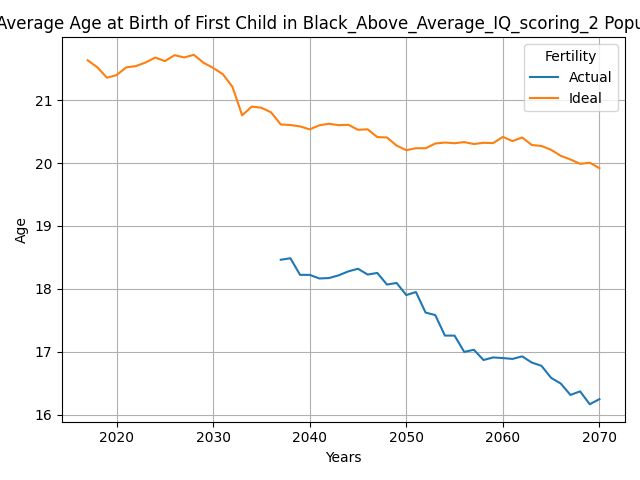 Average Age at Birth of First Child in Black_Above_Average_IQ_scoring_2 Popu
Fertility
Actual
Ideal
21
20
19
18
17
16
Age
2020 2030 2040 2050 2060 2070
Years